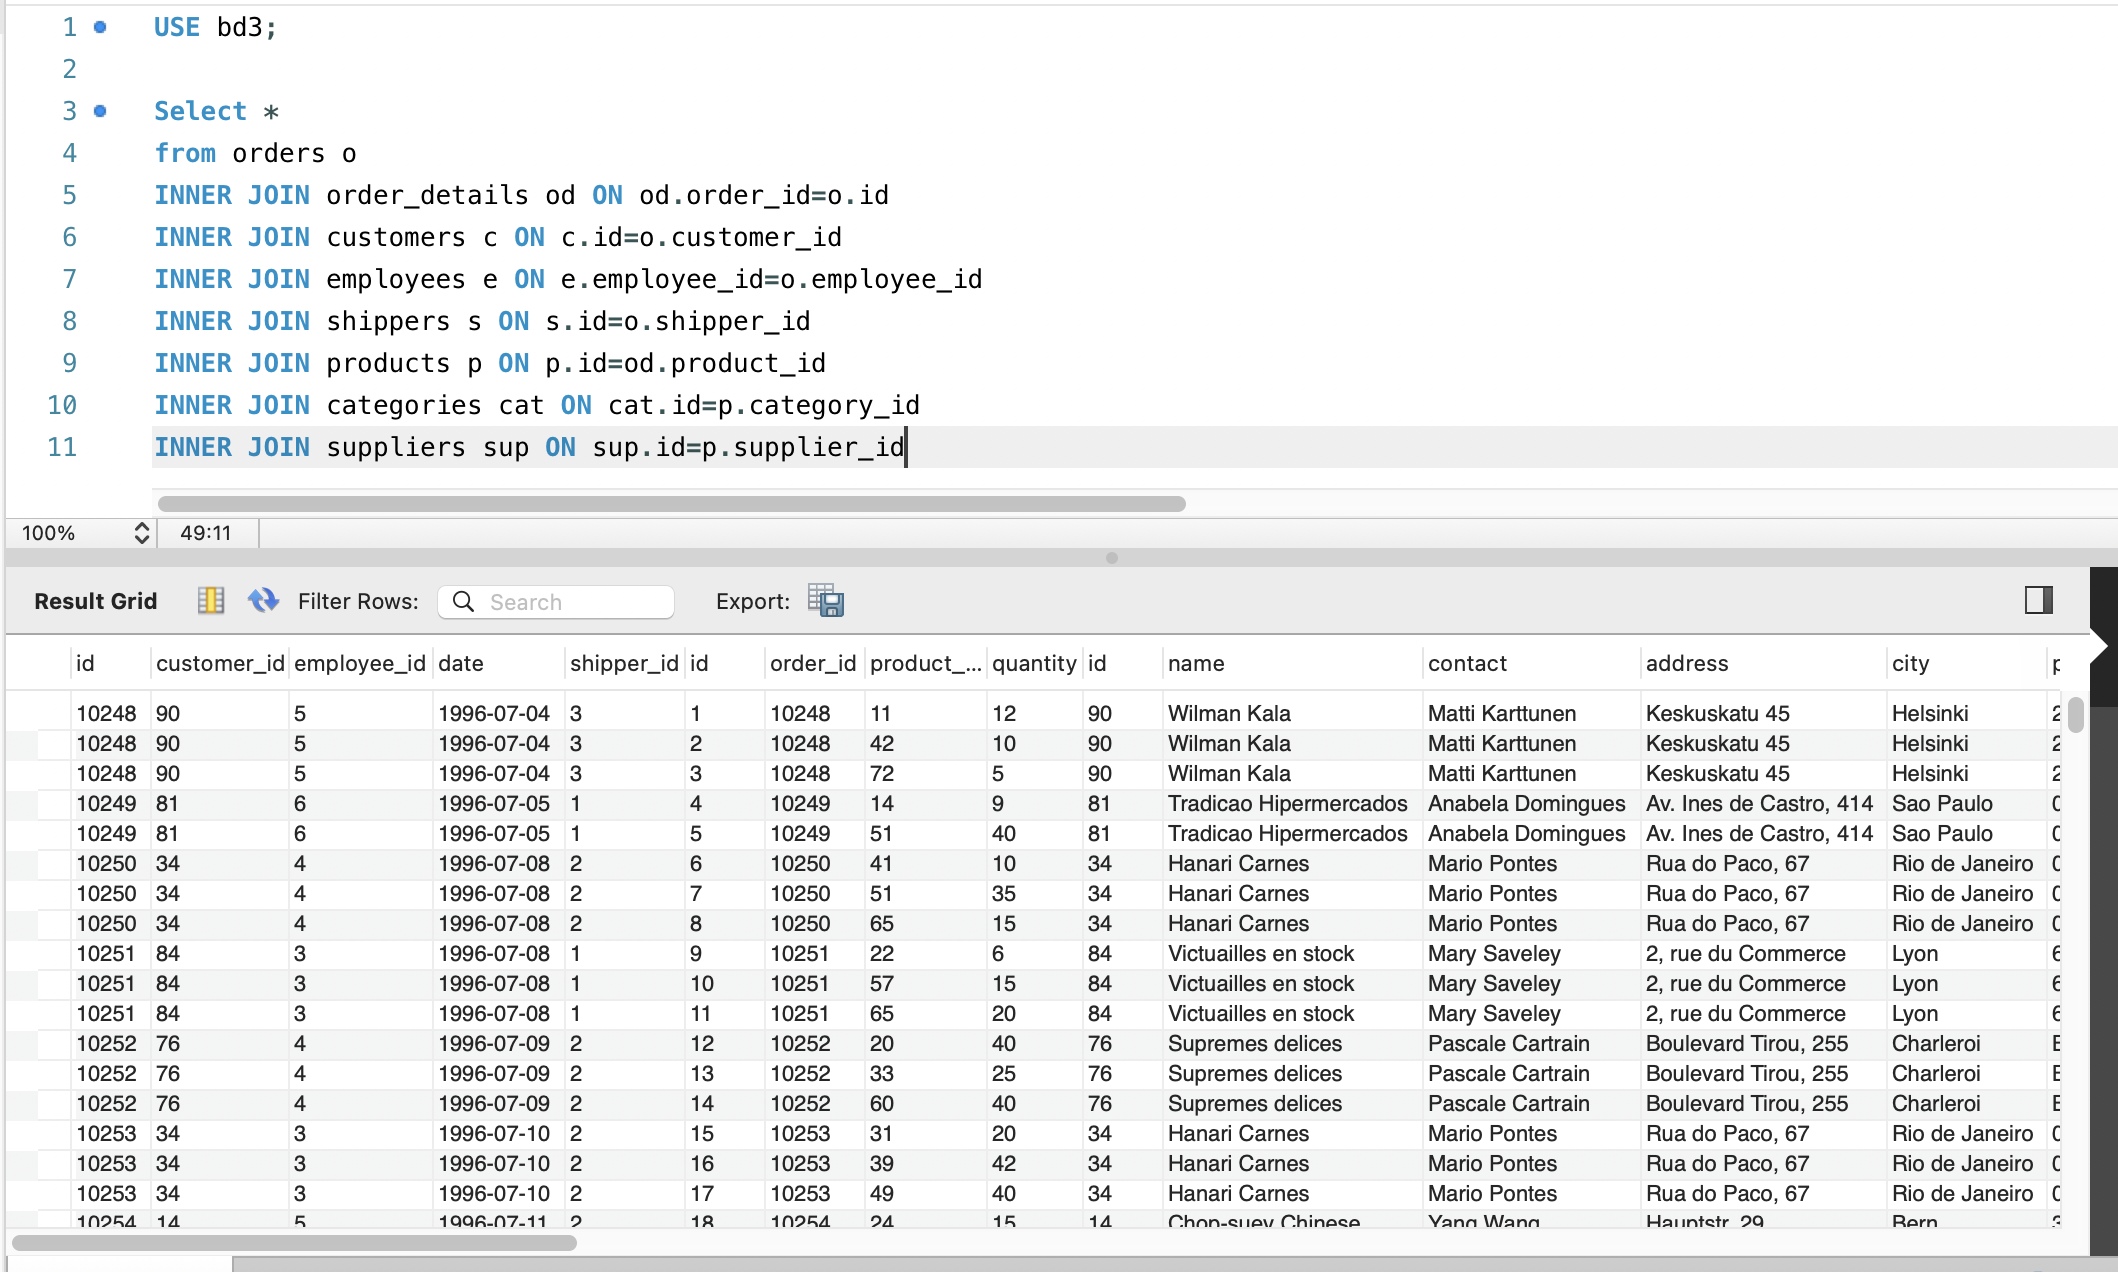 1 USE bd3;
2
3 Select *
4 from orders o
5 INNER JOIN order_details od ON od.order_id=o.id
6 INNER JOIN customers c ON c.id=o.customer_id
7 INNER JOIN employees e ON e.employee_id=o.employee_id
8 INNER JOIN shippers s ON s.id=o.shipper_id
9 INNER JOIN products p ON p.id=od.product_id
10 INNER JOIN categories cat ON cat.id=p.category_id
11 INNER JOIN suppliers sup ON sup.id=p.supplier_id
100% 49:11
Result Grid Filter Rows: Search Export:
id customer_id employee_id date shipper_id id order_id product_... quantity id name contact address city
10248 90 5 1996-07-04 3 1 10248 11 12 90 Wilman Kala Matti Karttunen Keskuskatu 45 Helsinki
10248 90 5 1996-07-04 3 2 10248 42 10 90 Wilman Kala Matti Karttunen Keskuskatu 45 Helsinki
10248 90 5 1996-07-04 3 3 10248 72 5 90 Wilman Kala Matti Karttunen Keskuskatu 45 Helsinki
10249 81 6 1996-07-05 1 4 10249 14 9 81 Tradicao Hipermercados Anabela Domingues Av. Ines de Castro, 414 Sao Paulo
10249 81 6 1996-07-05 1 5 10249 51 40 81 Tradicao Hipermercados Anabela Domingues Av. Ines de Castro, 414 Sao Paulo
10250 34 4 1996-07-08 2 6 10250 41 10 34 Hanari Carnes Mario Pontes Rua do Paco, 67 Rio de Janeiro
10250 34 4 1996-07-08 2 7 10250 51 35 34 Hanari Carnes Mario Pontes Rua do Paco, 67 Rio de Janeiro
10250 34 4 1996-07-08 2 8 10250 65 15 34 Hanari Carnes Mario Pontes Rua do Paco, 67 Rio de Janeiro
10251 84 3 1996-07-08 1 9 10251 22 6 84 Victuailles en stock Mary Saveley 2, rue du Commerce Lyon
10251 84 3 1996-07-08 1 10 10251 57 15 84 Victuailles en stock Mary Saveley 2, rue du Commerce Lyon
10251 84 3 1996-07-08 1 11 10251 65 20 84 Victuailles en stock Mary Saveley 2, rue du Commerce Lyon
10252 76 4 1996-07-09 2 12 10252 20 40 76 Supremes delices Pascale Cartrain Boulevard Tirou, 255 Charleroi
10252 76 4 1996-07-09 2 13 10252 33 25 76 Supremes delices Pascale Cartrain Boulevard Tirou, 255 Charleroi
10252 76 4 1996-07-09 2 14 10252 60 40 76 Supremes delices Pascale Cartrain Boulevard Tirou, 255 Charleroi
10253 34 3 1996-07-10 2 15 10253 31 20 34 Hanari Carnes Mario Pontes Rua do Paco, 67 Rio de Janeiro
10253 34 3 1996-07-10 2 16 10253 39 42 34 Hanari Carnes Mario Pontes Rua do Paco, 67 Rio de Janeiro
10253 34 3 1996-07-10 2 17 10253 49 40 34 Hanari Carnes Mario Pontes Rua do Paco, 67 Rio de Janeiro
10254 14 5 1996-07-11 2 18 10254 24 15 14 Chop-suey Chinese Yang Wang Hauptstr. 29 Bern